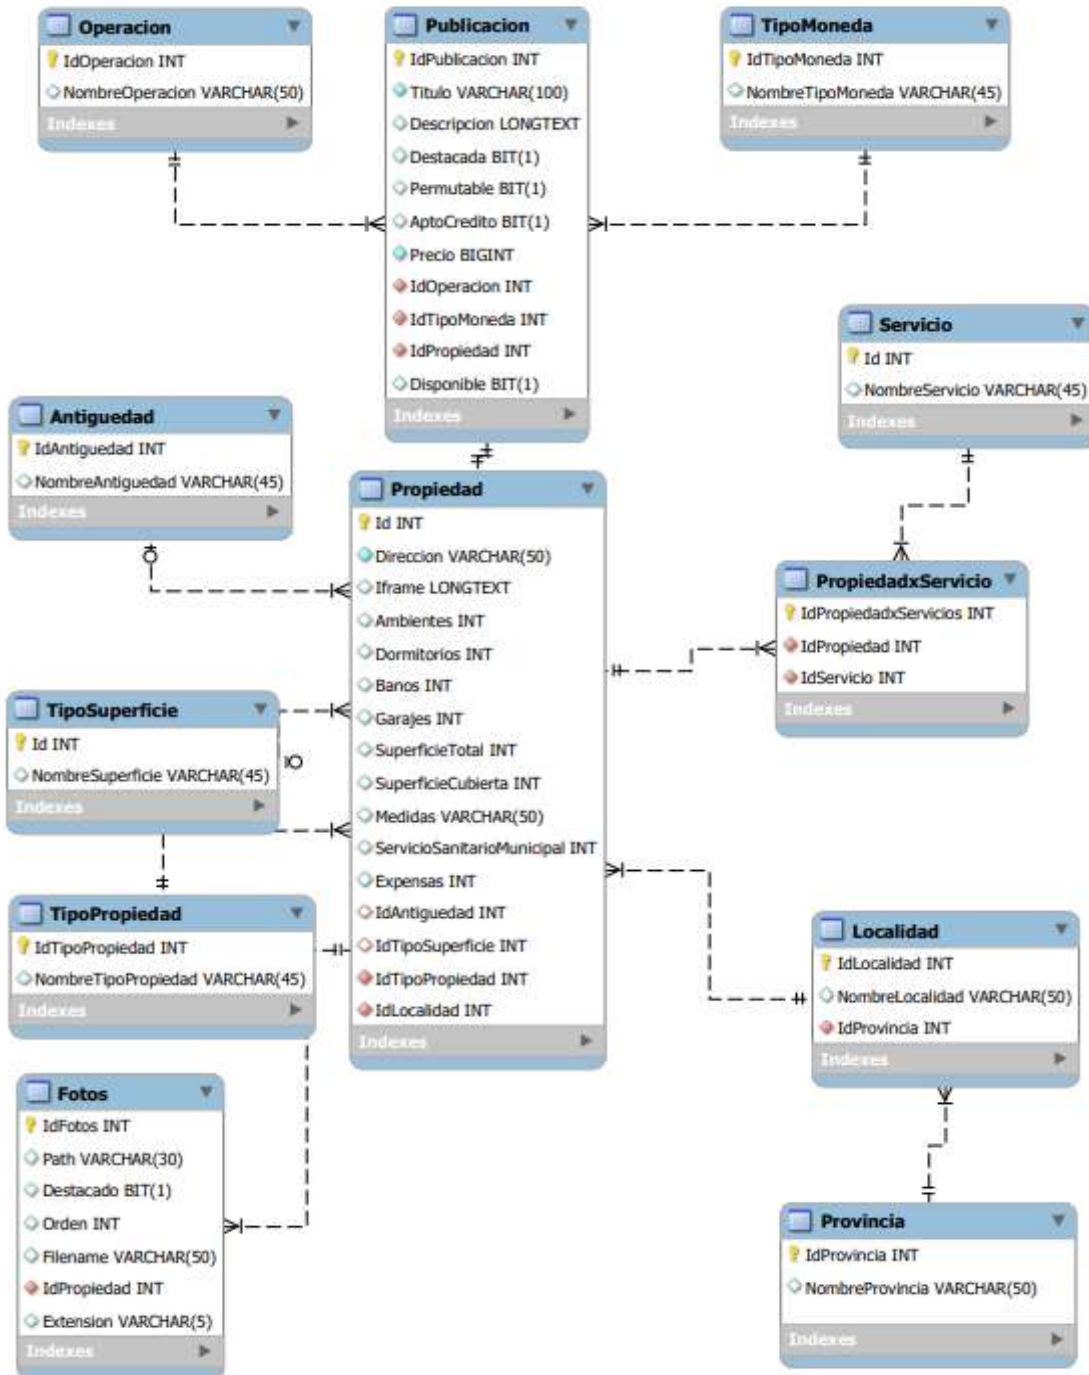 Operacion
IdOperacion INT
NombreOperacion VARCHAR(50)
Indexes
Publicacion
IdPublicacion INT
Titulo VARCHAR(100)
Descripcion LONGTEXT
Destacada BIT(1)
Permutable BIT(1)
AptoCredito BIT(1)
Precio BIGINT
IdOperacion INT
IdTipoMoneda INT
IdPropiedad INT
Disponible BIT(1)
Indexes
TipoMoneda
IdTipoMoneda INT
NombreTipoMoneda VARCHAR(45)
Indexes
Servicio
Id INT
NombreServicio VARCHAR(45)
Indexes
Antiguedad
IdAntiguedad INT
NombreAntiguedad VARCHAR(45)
Indexes
Propiedad
Id INT
Direccion VARCHAR(50)
Iframe LONGTEXT
Ambientes INT
Dormitorios INT
Banos INT
Garajes INT
SuperficieTotal INT
SuperficieCubierta INT
Medidas VARCHAR(50)
ServicioSanitarioMunicipal INT
Expensas INT
IdAntiguedad INT
IdTipoSuperficie INT
IdTipoPropiedad INT
IdLocalidad INT
Indexes
PropiedadxServicio
IdPropiedadxServicios INT
IdPropiedad INT
IdServicio INT
Indexes
TipoSuperficie
Id INT
NombreSuperficie VARCHAR(45)
Indexes
TipoPropiedad
IdTipoPropiedad INT
NombreTipoPropiedad VARCHAR(45)
Indexes
Localidad
IdLocalidad INT
NombreLocalidad VARCHAR(50)
IdProvincia INT
Indexes
Fotos
IdFotos INT
Path VARCHAR(30)
Destacado BIT(1)
Orden INT
Filename VARCHAR(50)
IdPropiedad INT
Extension VARCHAR(5)
Indexes
Provincia
IdProvincia INT
NombreProvincia VARCHAR(50)
Indexes